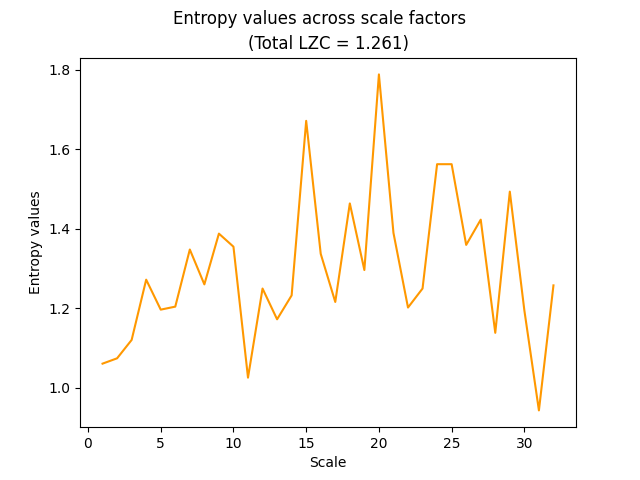 Entropy values across scale factors
(Total LZC = 1.261)
1.8
1.6
1.4
1.2
1.0
Entropy values
0 5 10 15 20 25 30
Scale